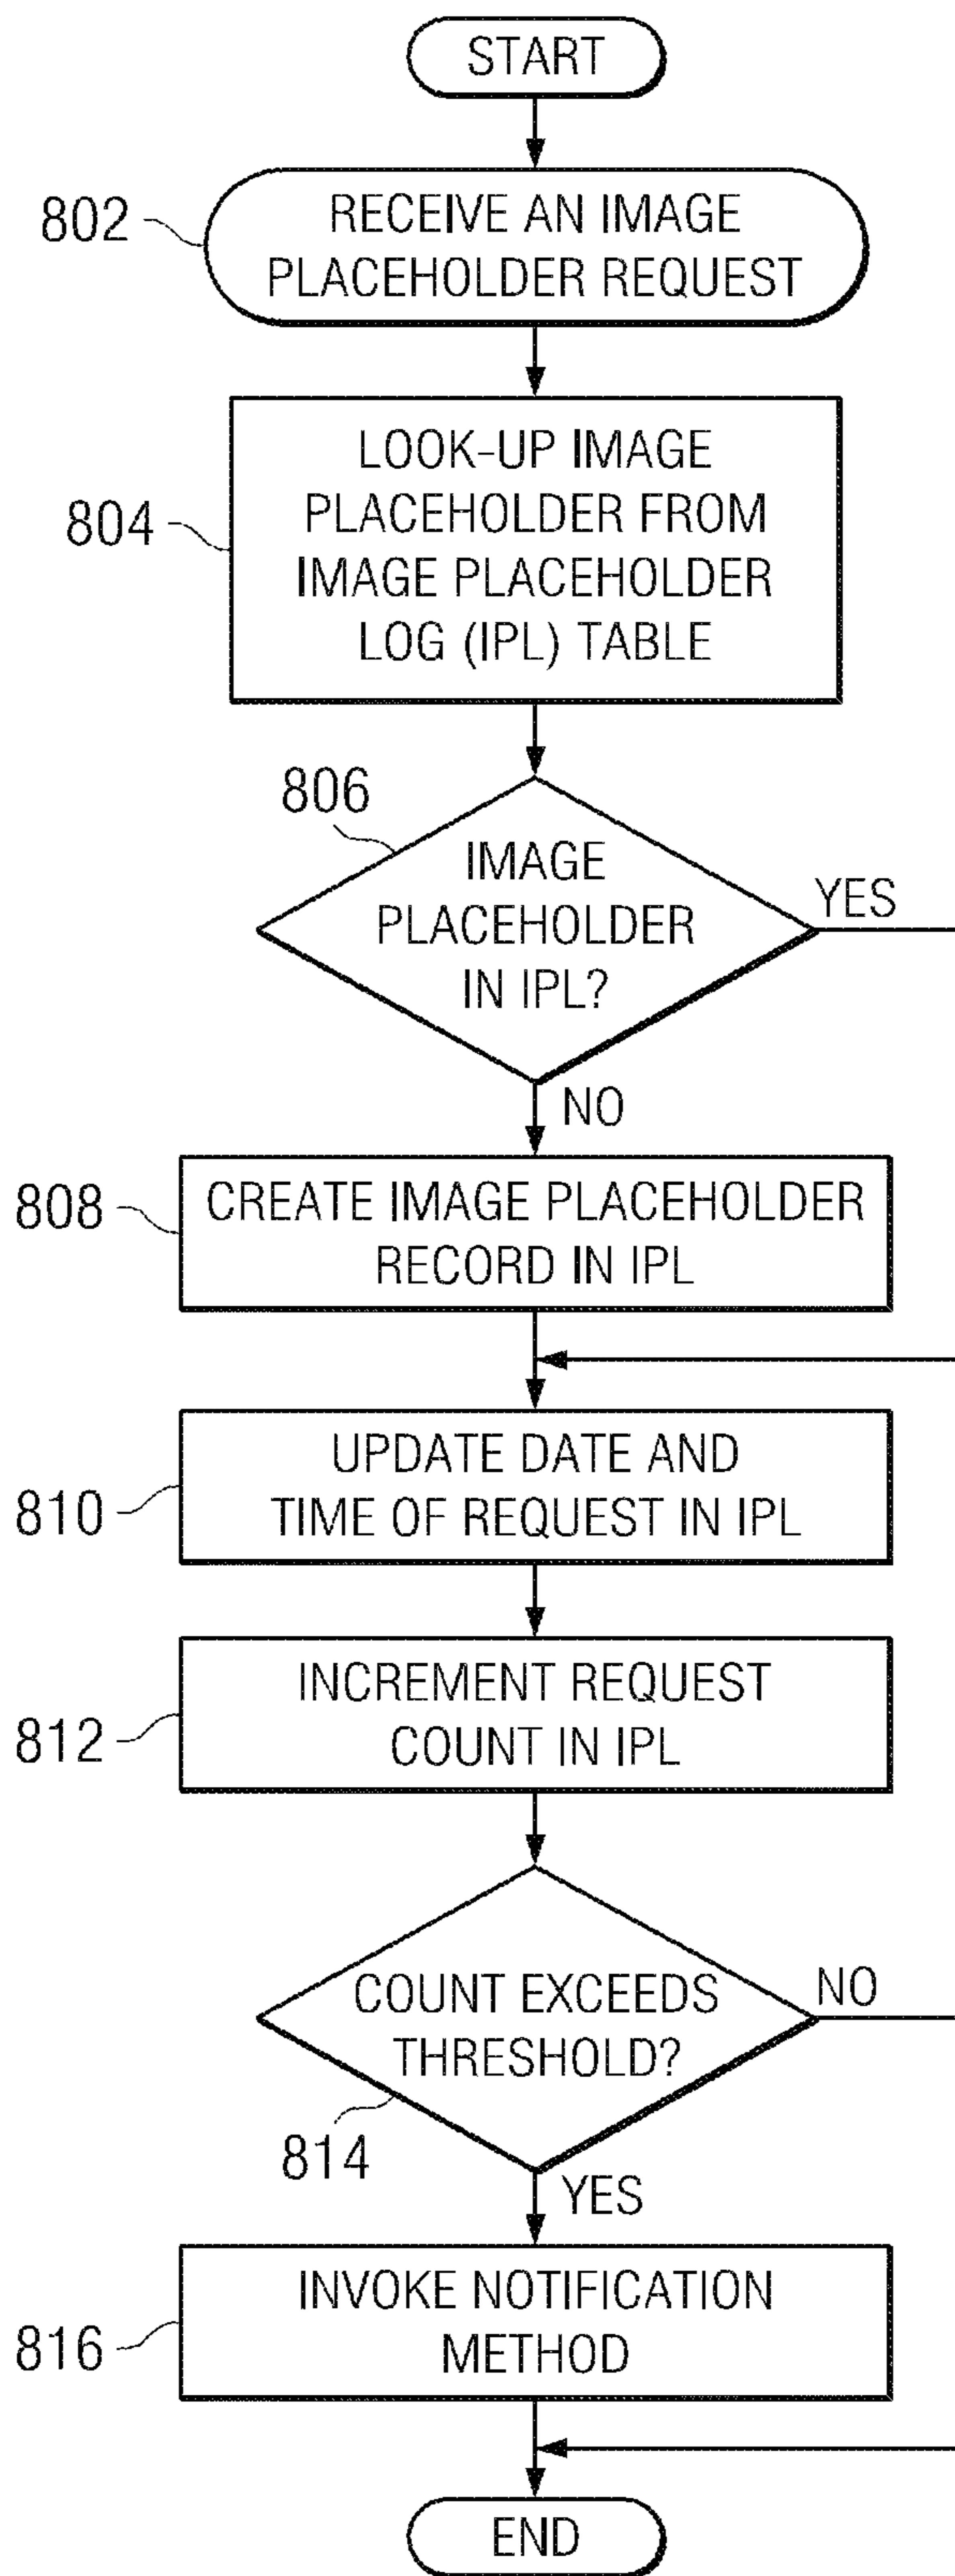 START
802
RECEIVE AN IMAGE
PLACEHOLDER REQUEST
804
LOOK-UP IMAGE
PLACEHOLDER FROM
IMAGE PLACEHOLDER
LOG (IPL) TABLE
806
IMAGE
PLACEHOLDER
IN IPL?
YES
NO
808
CREATE IMAGE PLACEHOLDER
RECORD IN IPL
810
UPDATE DATE AND
TIME OF REQUEST IN IPL
812
INCREMENT REQUEST
COUNT IN IPL
COUNT EXCEEDS
THRESHOLD?
NO
814
YES
816
INVOKE NOTIFICATION
METHOD
END